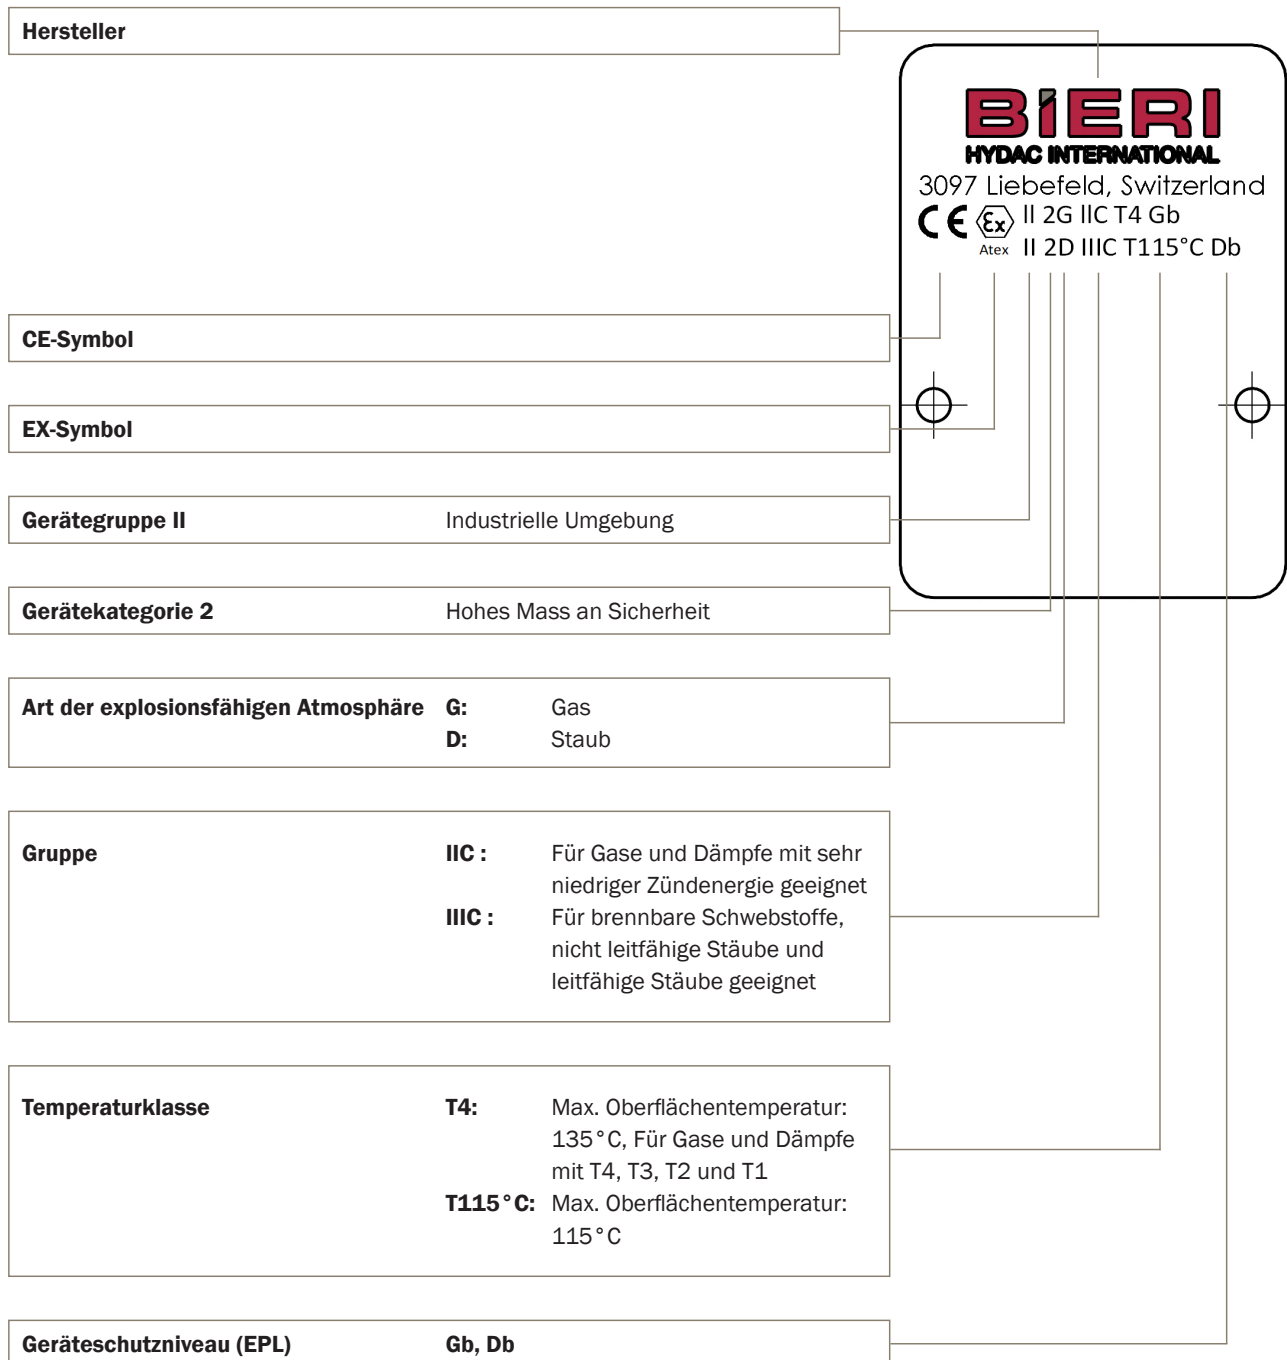 Hersteller
BiERI
HYDAC INTERNATIONAL
3097 Liebefeld, Switzerland
CE Ex II 2G IIC T4 Gb
Atex II 2D IIIC T115°C Db
CE-Symbol
EX-Symbol
Gerätegruppe II Industrielle Umgebung
Gerätekategorie 2 Hohes Mass an Sicherheit
Art der explosionsfähigen Atmosphäre G: Gas
D: Staub
Gruppe IIC : Für Gase und Dämpfe mit sehr
niedriger Zündenergie geeignet
IIIC : Für brennbare Schwebstoffe,
nicht leitfähige Stäube und
leitfähige Stäube geeignet
Temperaturklasse T4: Max. Oberflächentemperatur:
135°C, Für Gase und Dämpfe
mit T4, T3, T2 und T1
T115°C: Max. Oberflächentemperatur:
115°C
Geräteschutzniveau (EPL) Gb, Db